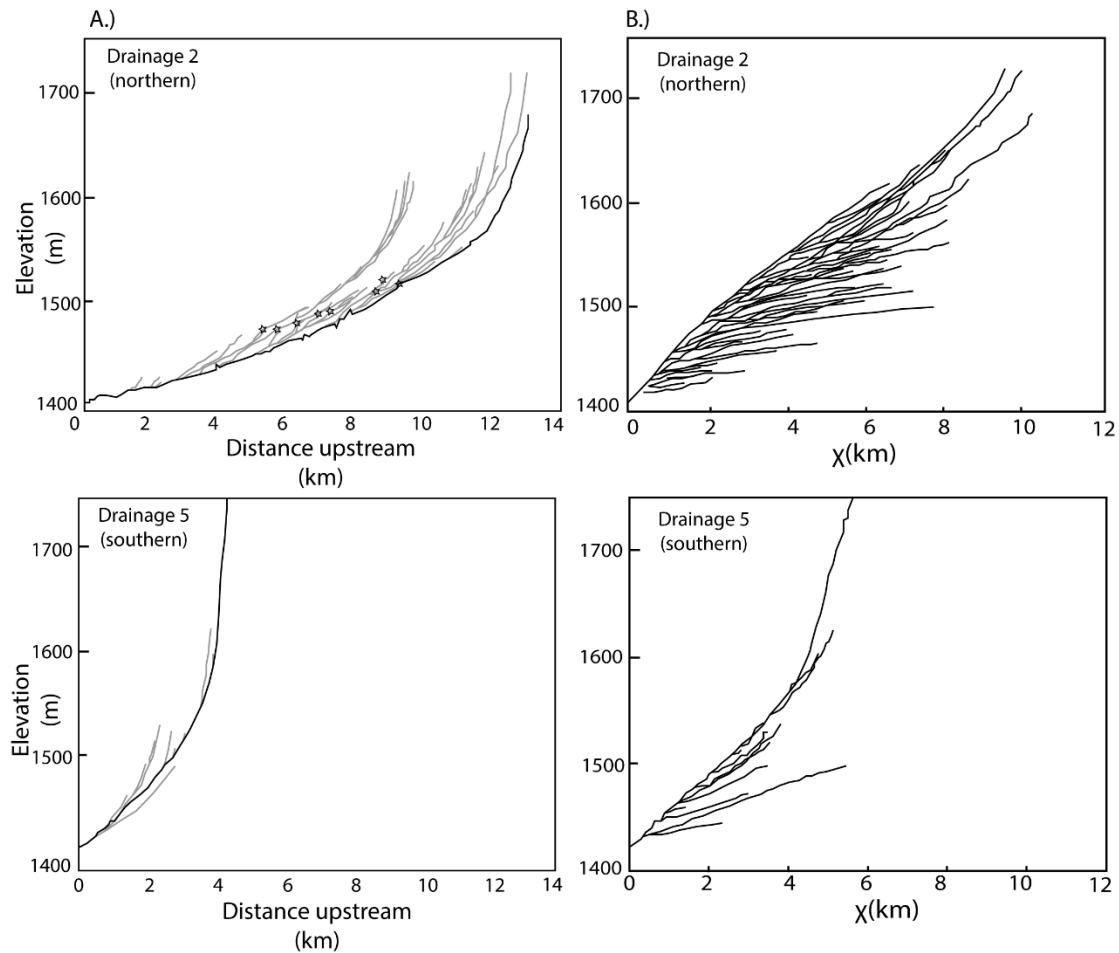 A.)
Drainage 2
(northern)
1700
1600
1500
1400
Elevation
(m)
0 2 4 6 8 10 12 14
Distance upstream
(km)
B.)
Drainage 2
(northern)
1700
1600
1500
1400
0 2 4 6 8 10 12
χ(km)
Drainage 5
(southern)
1700
1600
1500
1400
Elevation
(m)
0 2 4 6 8 10 12 14
Distance upstream
(km)
Drainage 5
(southern)
1700
1600
1500
1400
0 2 4 6 8 10 12
χ(km)